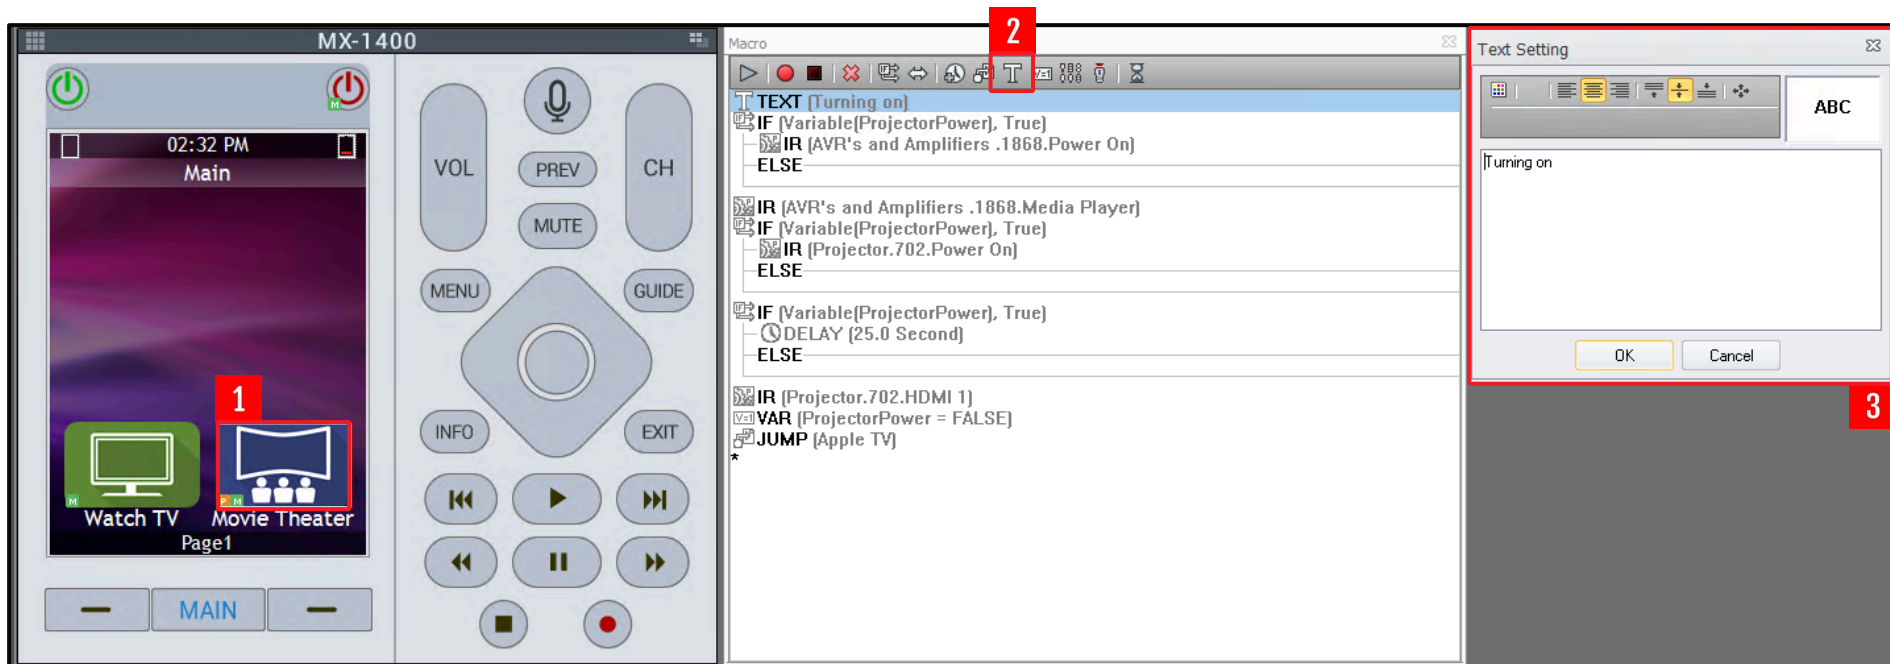 MX-1400
02:32 PM
Main
1
M
M
P M
Watch TV
Movie Theater
Page1
MAIN
VOL
CH
PREV
MUTE
MENU
GUIDE
INFO
EXIT
Macro
2
T
V=1
TEXT (Turning on)
IF (Variable(ProjectorPower), True)
IR (AVR's and Amplifiers .1868.Power On)
ELSE
IR (AVR's and Amplifiers .1868.Media Player)
IF (Variable(ProjectorPower), True)
IR (Projector.702.Power On)
ELSE
IF (Variable(ProjectorPower), True)
DELAY (25.0 Second)
ELSE
IR (Projector.702.HDMI 1)
VAR (ProjectorPower = FALSE)
JUMP (Apple TV)
*
Text Setting
ABC
Turning on
OK
Cancel
3